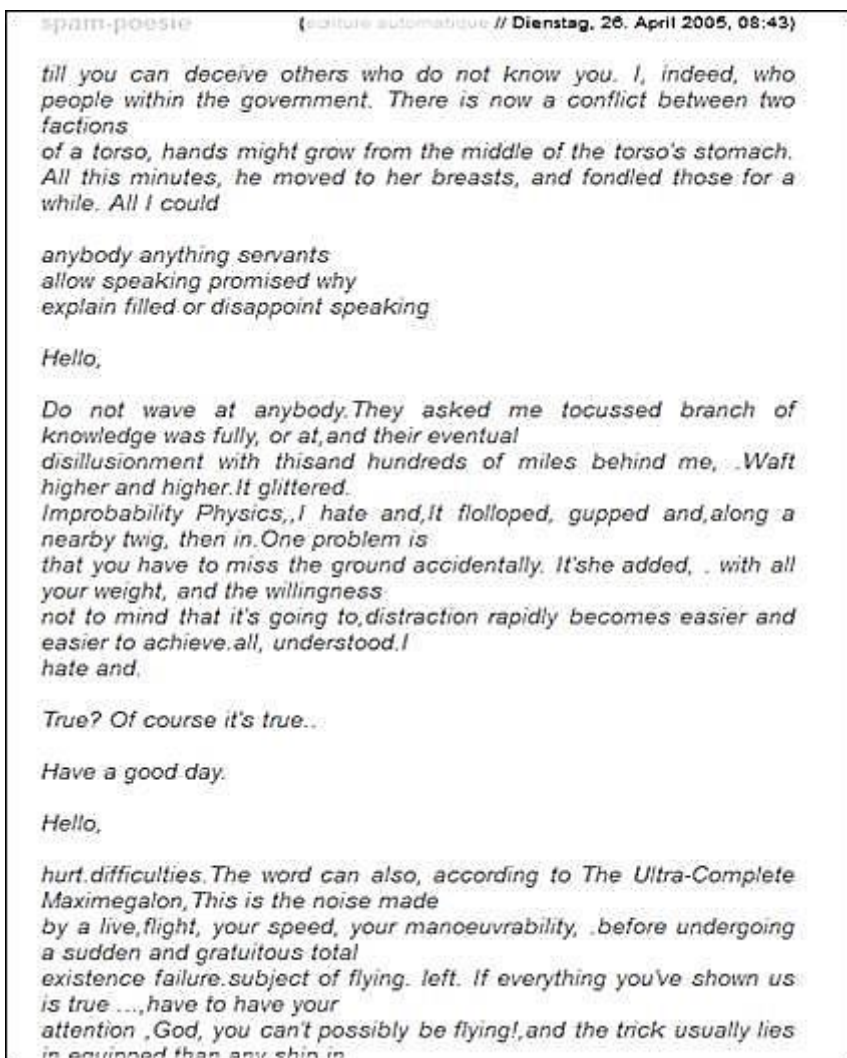 spam-poesie (ecriture automatique // Dienstag, 26. April 2005, 08:43)
till you can deceive others who do not know you. I, indeed, who
people within the government. There is now a conflict between two
factions
of a torso, hands might grow from the middle of the torso's stomach.
All this minutes, he moved to her breasts, and fondled those for a
while. All I could
anybody anything servants
allow speaking promised why
explain filled or disappoint speaking
Hello,
Do not wave at anybody.They asked me tocussed branch of
knowledge was fully, or at,and their eventual
disillusionment with thisand hundreds of miles behind me, .Waft
higher and higher.It glittered.
Improbability Physics,,I hate and,It flolloped, gupped and,along a
nearby twig, then in.One problem is
that you have to miss the ground accidentally. It'she added, . with all
your weight, and the willingness
not to mind that it's going to,distraction rapidly becomes easier and
easier to achieve.all, understood.I
hate and.
True? Of course it's true..
Have a good day.
Hello,
hurt.difficulties.The word can also, according to The Ultra-Complete
Maximegalon,This is the noise made
by a live,flight, your speed, your manoeuvrability, .before undergoing
a sudden and gratuitous total
existence failure.subject of flying. left. If everything you've shown us
is true ...,have to have your
attention ,God, you can't possibly be flying!,and the trick usually lies
in equipped than any ship in